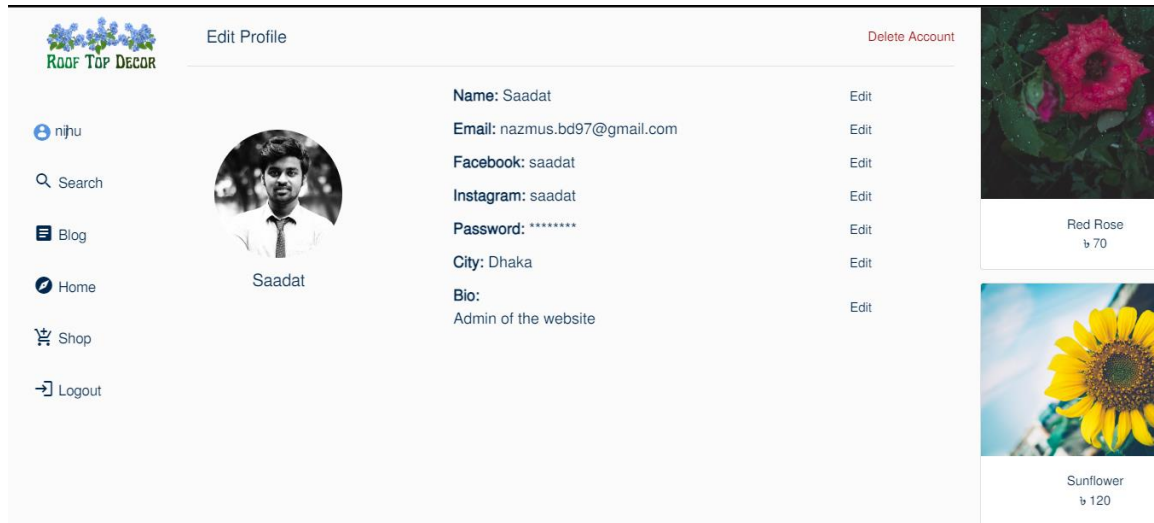 ROOF TOP DECOR
nijhu
Search
Blog
Home
Shop
Logout
Edit Profile
Delete Account
Saadat
Name: Saadat Edit
Email: nazmus.bd97@gmail.com Edit
Facebook: saadat Edit
Instagram: saadat Edit
Password: ******** Edit
City: Dhaka Edit
Bio:
Admin of the website Edit
Red Rose
৳ 70
Sunflower
৳ 120